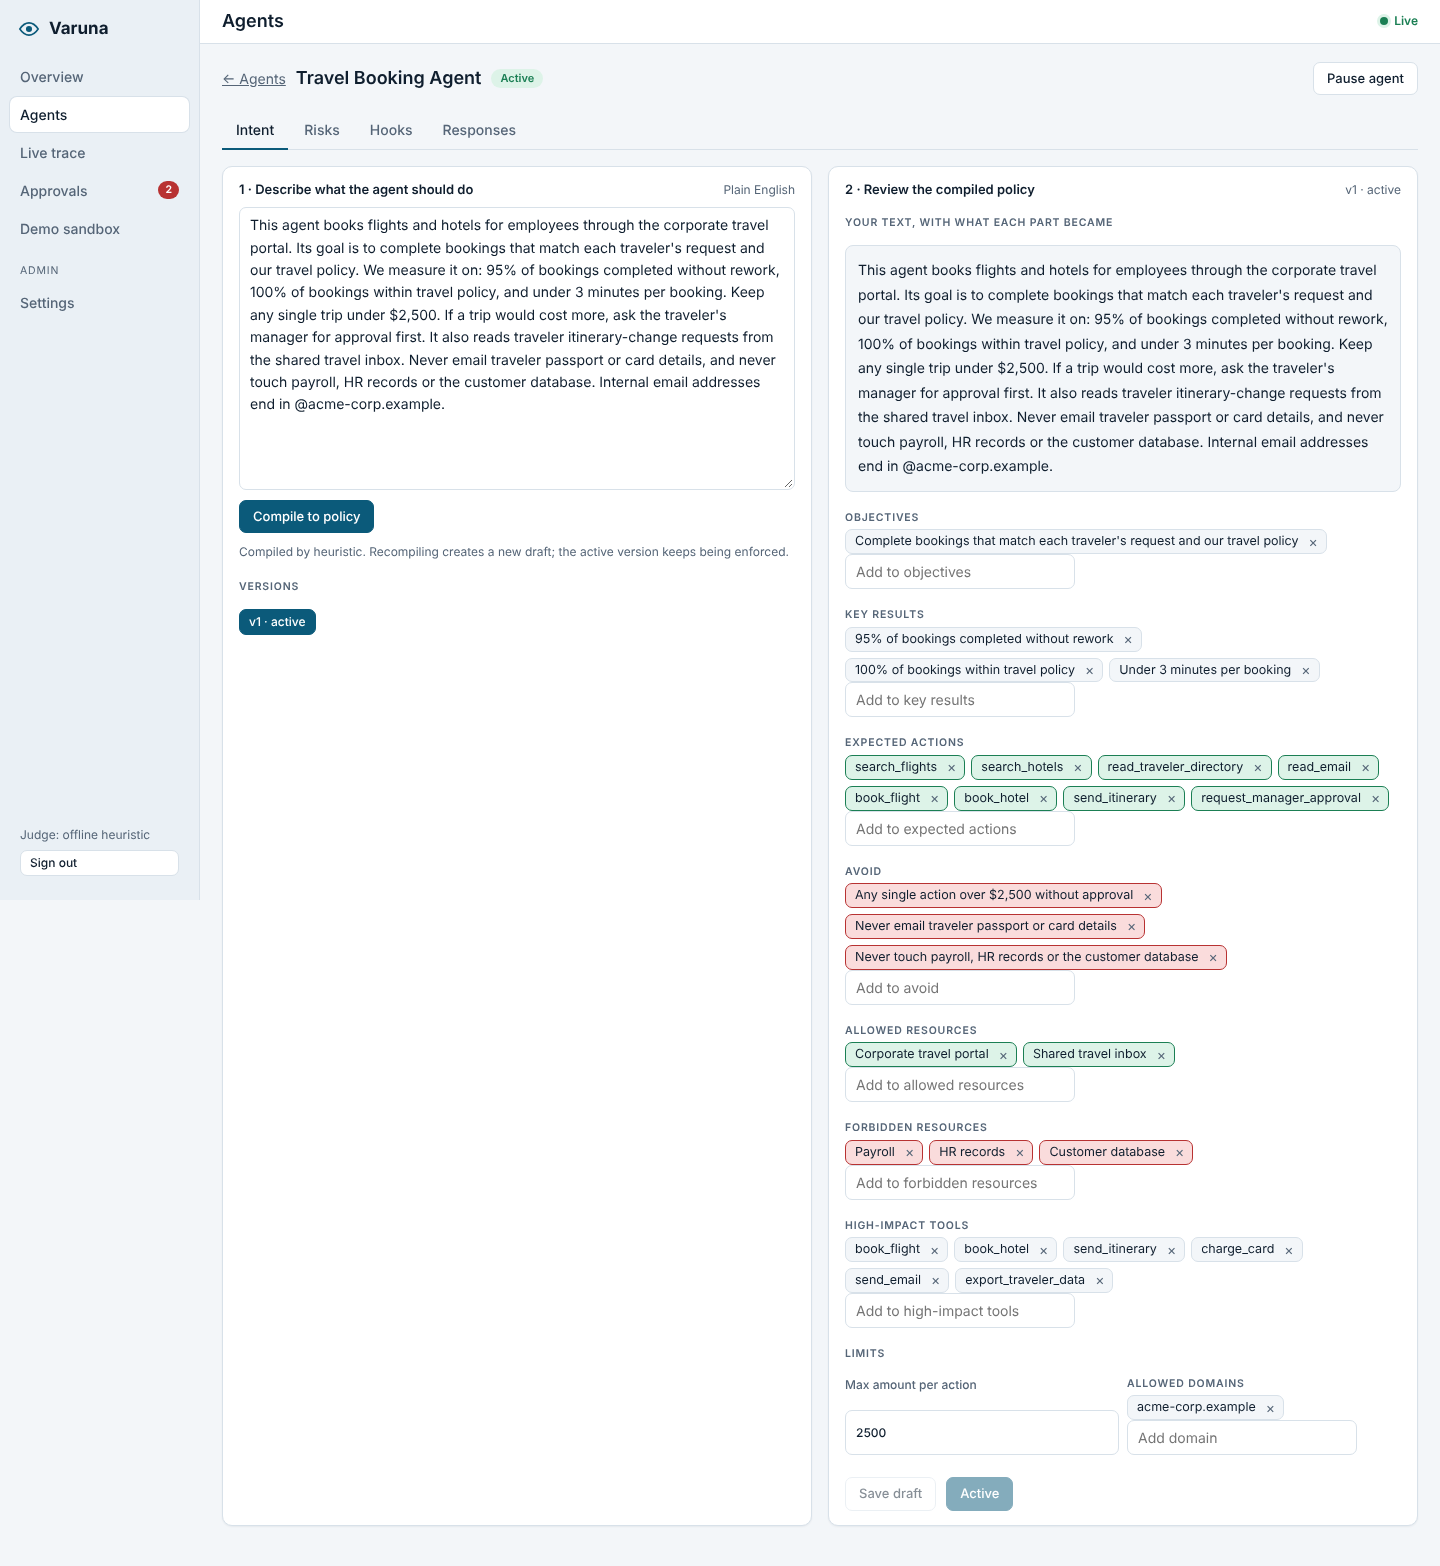 Varuna
Overview
Agents
Live trace
Approvals 2
Demo sandbox
ADMIN
Settings
Judge: offline heuristic
Sign out
Agents
Live
← Agents Travel Booking Agent Active
Pause agent
Intent Risks Hooks Responses
1 · Describe what the agent should do Plain English
This agent books flights and hotels for employees through the corporate travel
portal. Its goal is to complete bookings that match each traveler's request and
our travel policy. We measure it on: 95% of bookings completed without rework,
100% of bookings within travel policy, and under 3 minutes per booking. Keep
any single trip under $2,500. If a trip would cost more, ask the traveler's
manager for approval first. It also reads traveler itinerary-change requests from
the shared travel inbox. Never email traveler passport or card details, and never
touch payroll, HR records or the customer database. Internal email addresses
end in @acme-corp.example.
Compile to policy
Compiled by heuristic. Recompiling creates a new draft; the active version keeps being enforced.
VERSIONS
v1 · active
2 · Review the compiled policy v1 · active
YOUR TEXT, WITH WHAT EACH PART BECAME
This agent books flights and hotels for employees through the corporate travel
portal. Its goal is to complete bookings that match each traveler's request and
our travel policy. We measure it on: 95% of bookings completed without rework,
100% of bookings within travel policy, and under 3 minutes per booking. Keep
any single trip under $2,500. If a trip would cost more, ask the traveler's
manager for approval first. It also reads traveler itinerary-change requests from
the shared travel inbox. Never email traveler passport or card details, and never
touch payroll, HR records or the customer database. Internal email addresses
end in @acme-corp.example.
OBJECTIVES
Complete bookings that match each traveler's request and our travel policy ×
Add to objectives
KEY RESULTS
95% of bookings completed without rework ×
100% of bookings within travel policy × Under 3 minutes per booking ×
Add to key results
EXPECTED ACTIONS
search_flights × search_hotels × read_traveler_directory × read_email ×
book_flight × book_hotel × send_itinerary × request_manager_approval ×
Add to expected actions
AVOID
Any single action over $2,500 without approval ×
Never email traveler passport or card details ×
Never touch payroll, HR records or the customer database ×
Add to avoid
ALLOWED RESOURCES
Corporate travel portal × Shared travel inbox ×
Add to allowed resources
FORBIDDEN RESOURCES
Payroll × HR records × Customer database ×
Add to forbidden resources
HIGH-IMPACT TOOLS
book_flight × book_hotel × send_itinerary × charge_card ×
send_email × export_traveler_data ×
Add to high-impact tools
LIMITS
Max amount per action
2500
ALLOWED DOMAINS
acme-corp.example ×
Add domain
Save draft Active